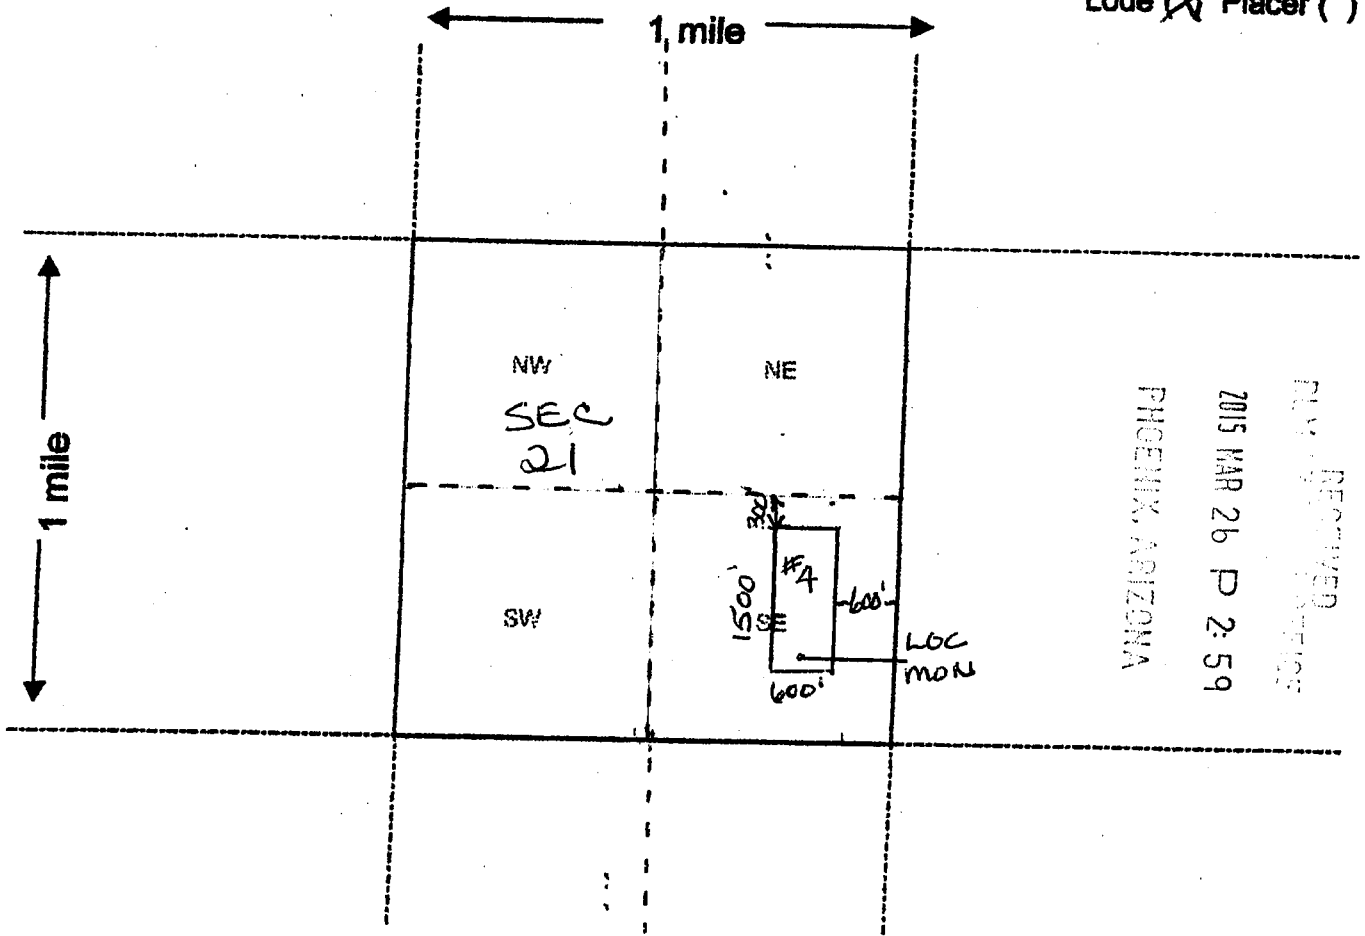 Lode (X) Placer ( )
1 mile
1 mile
NW
NE
SEC
21
300'
#4
1500'
SE
600'
SW
LOC
MON
600'
RECEIVED
2015 MAR 26 P 2:59
PHOENIX, ARIZONA